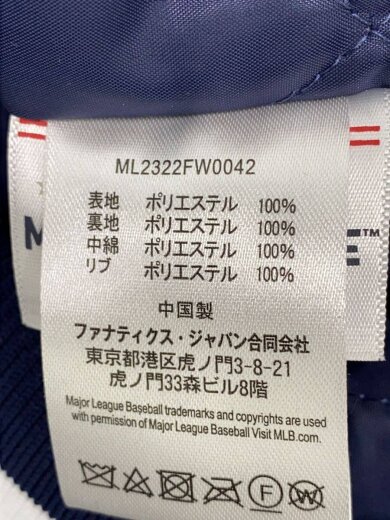 ML2322FW0042
表地 ポリエステル 100%
裏地 ポリエステル 100%
中綿 ポリエステル 100%
リブ ポリエステル 100%
中国製
ファナティクス・ジャパン合同会社
東京都港区虎ノ門3-8-21
虎ノ門33森ビル8階
Major League Baseball trademarks and copyrights are used
with permission of Major League Baseball Visit MLB.com.